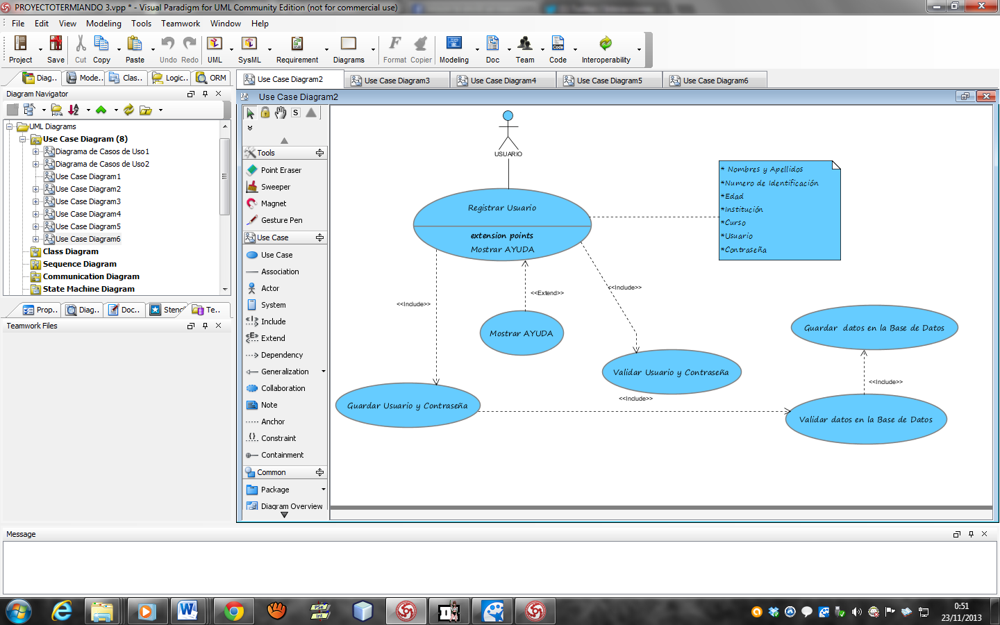 PROYECTOTERMIANDO 3.vpp * - Visual Paradigm for UML Community Edition (not for commercial use)
File Edit View Modeling Tools Teamwork Window Help
Project Save Cut Copy Paste Undo Redo UML SysML Requirement Diagrams Format Copier Modeling Doc Team Code Interoperability
Diag.. Mode.. Clas.. Logic.. ORM
Use Case Diagram2 Use Case Diagram3 Use Case Diagram4 Use Case Diagram5 Use Case Diagram6
Diagram Navigator
Use Case Diagram2
UML Diagrams
Use Case Diagram (8)
Diagrama de Casos de Uso1
Diagrama de Casos de Uso2
Use Case Diagram1
Use Case Diagram2
Use Case Diagram3
Use Case Diagram4
Use Case Diagram5
Use Case Diagram6
Class Diagram
Sequence Diagram
Communication Diagram
State Machine Diagram
Prop.. Diag.. Doc.. Stenc Te..
Teamwork Files
S
Tools
Point Eraser
Sweeper
Magnet
Gesture Pen
Use Case
Use Case
Association
Actor
System
Include
Extend
Dependency
Generalization
Collaboration
Note
Anchor
Constraint
Containment
Common
Package
Diagram Overview
USUARIO
Registrar Usuario
extension points
Mostrar AYUDA
* Nombres y Apellidos
*Numero de Identificación
*Edad
*Institución
*Curso
*Usuario
*Contraseña
<<Include>>
<<Extend>>
<<Include>>
Mostrar AYUDA
Guardar datos en la Base de Datos
Validar Usuario y Contraseña
<<Include>>
<<Include>>
Guardar Usuario y Contraseña
Validar datos en la Base de Datos
Message
0:51
23/11/2013